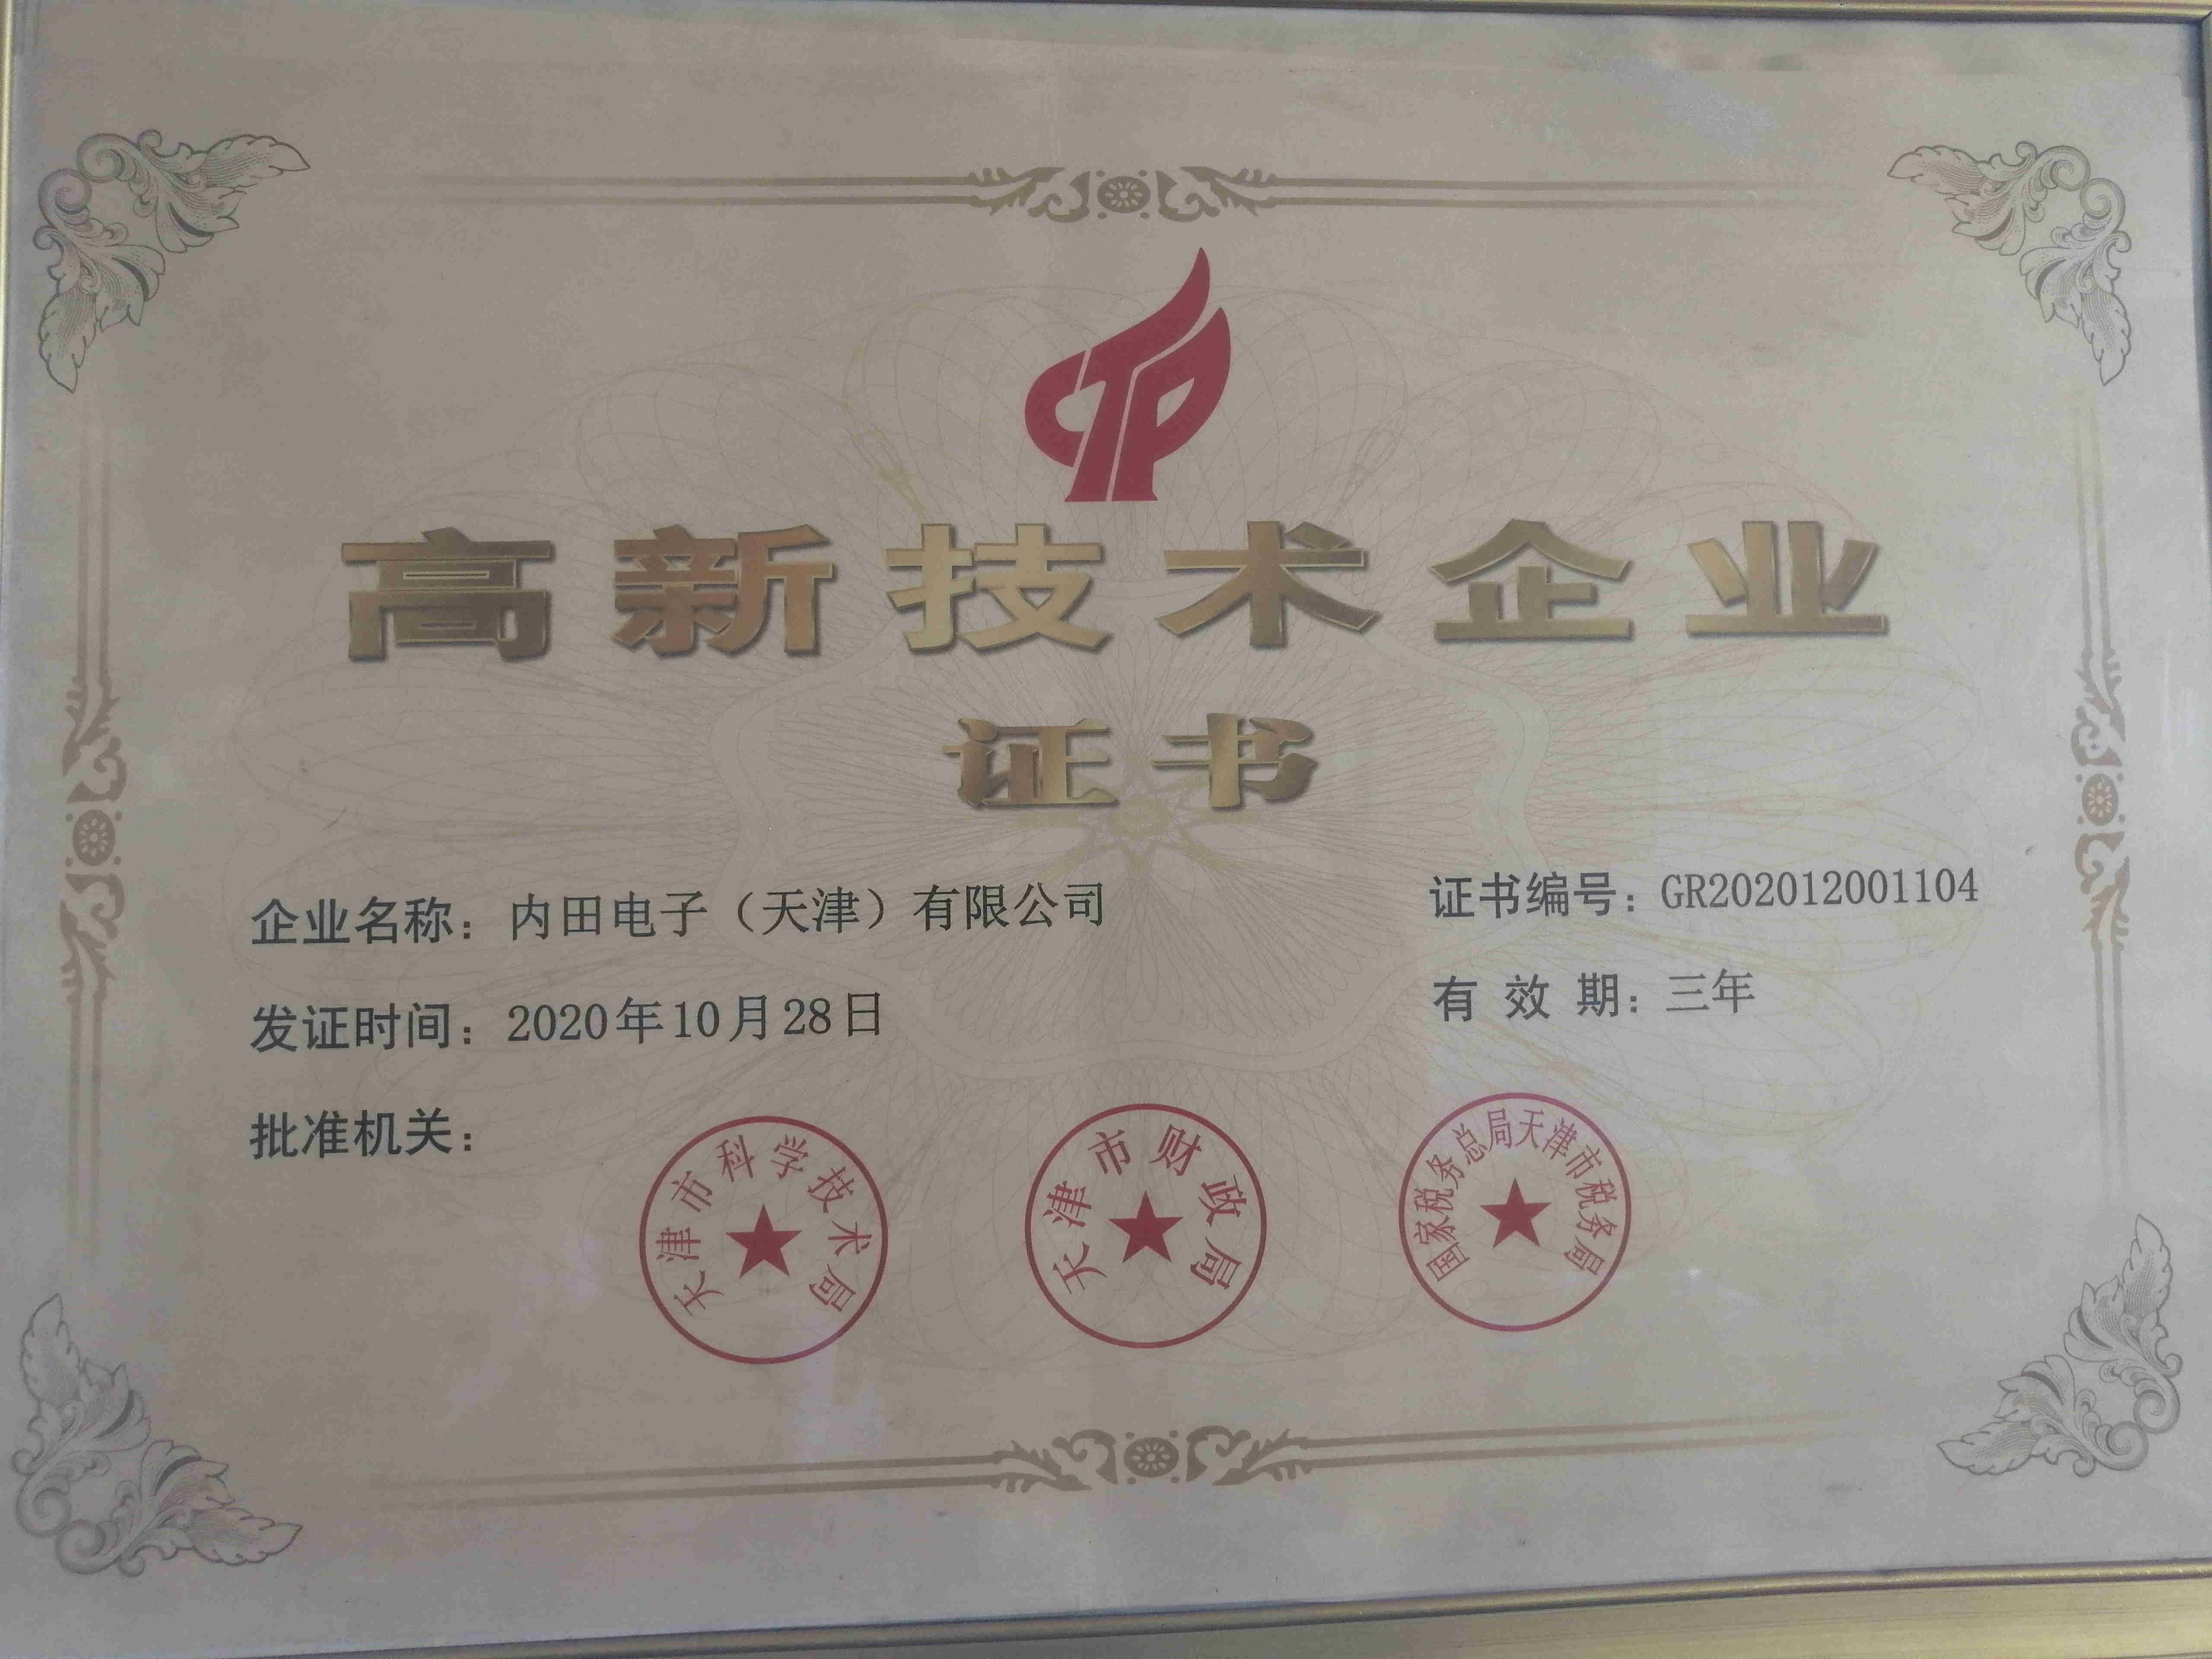 高新技术企业
证书
企业名称：内田电子（天津）有限公司
证书编号：GR202012001104
发证时间：2020年10月28日
有效期：三年
批准机关：
天津市科学技术局
天津市财政局
国家税务总局天津市税务局